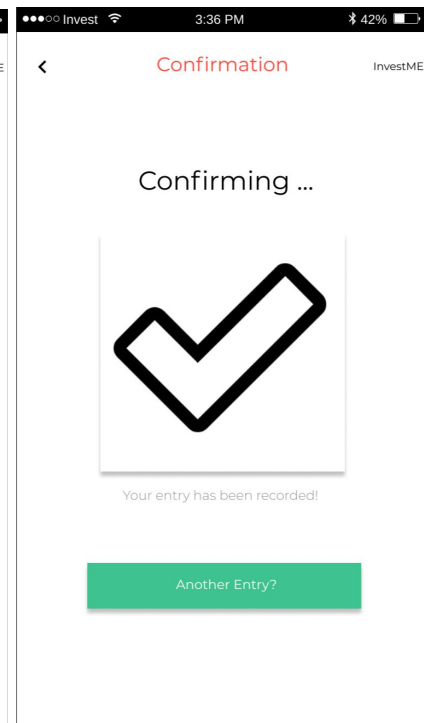 ●●●○○ Invest 3:36 PM 42%
Confirmation
InvestME
E
Confirming ...
Your entry has been recorded!
Another Entry?